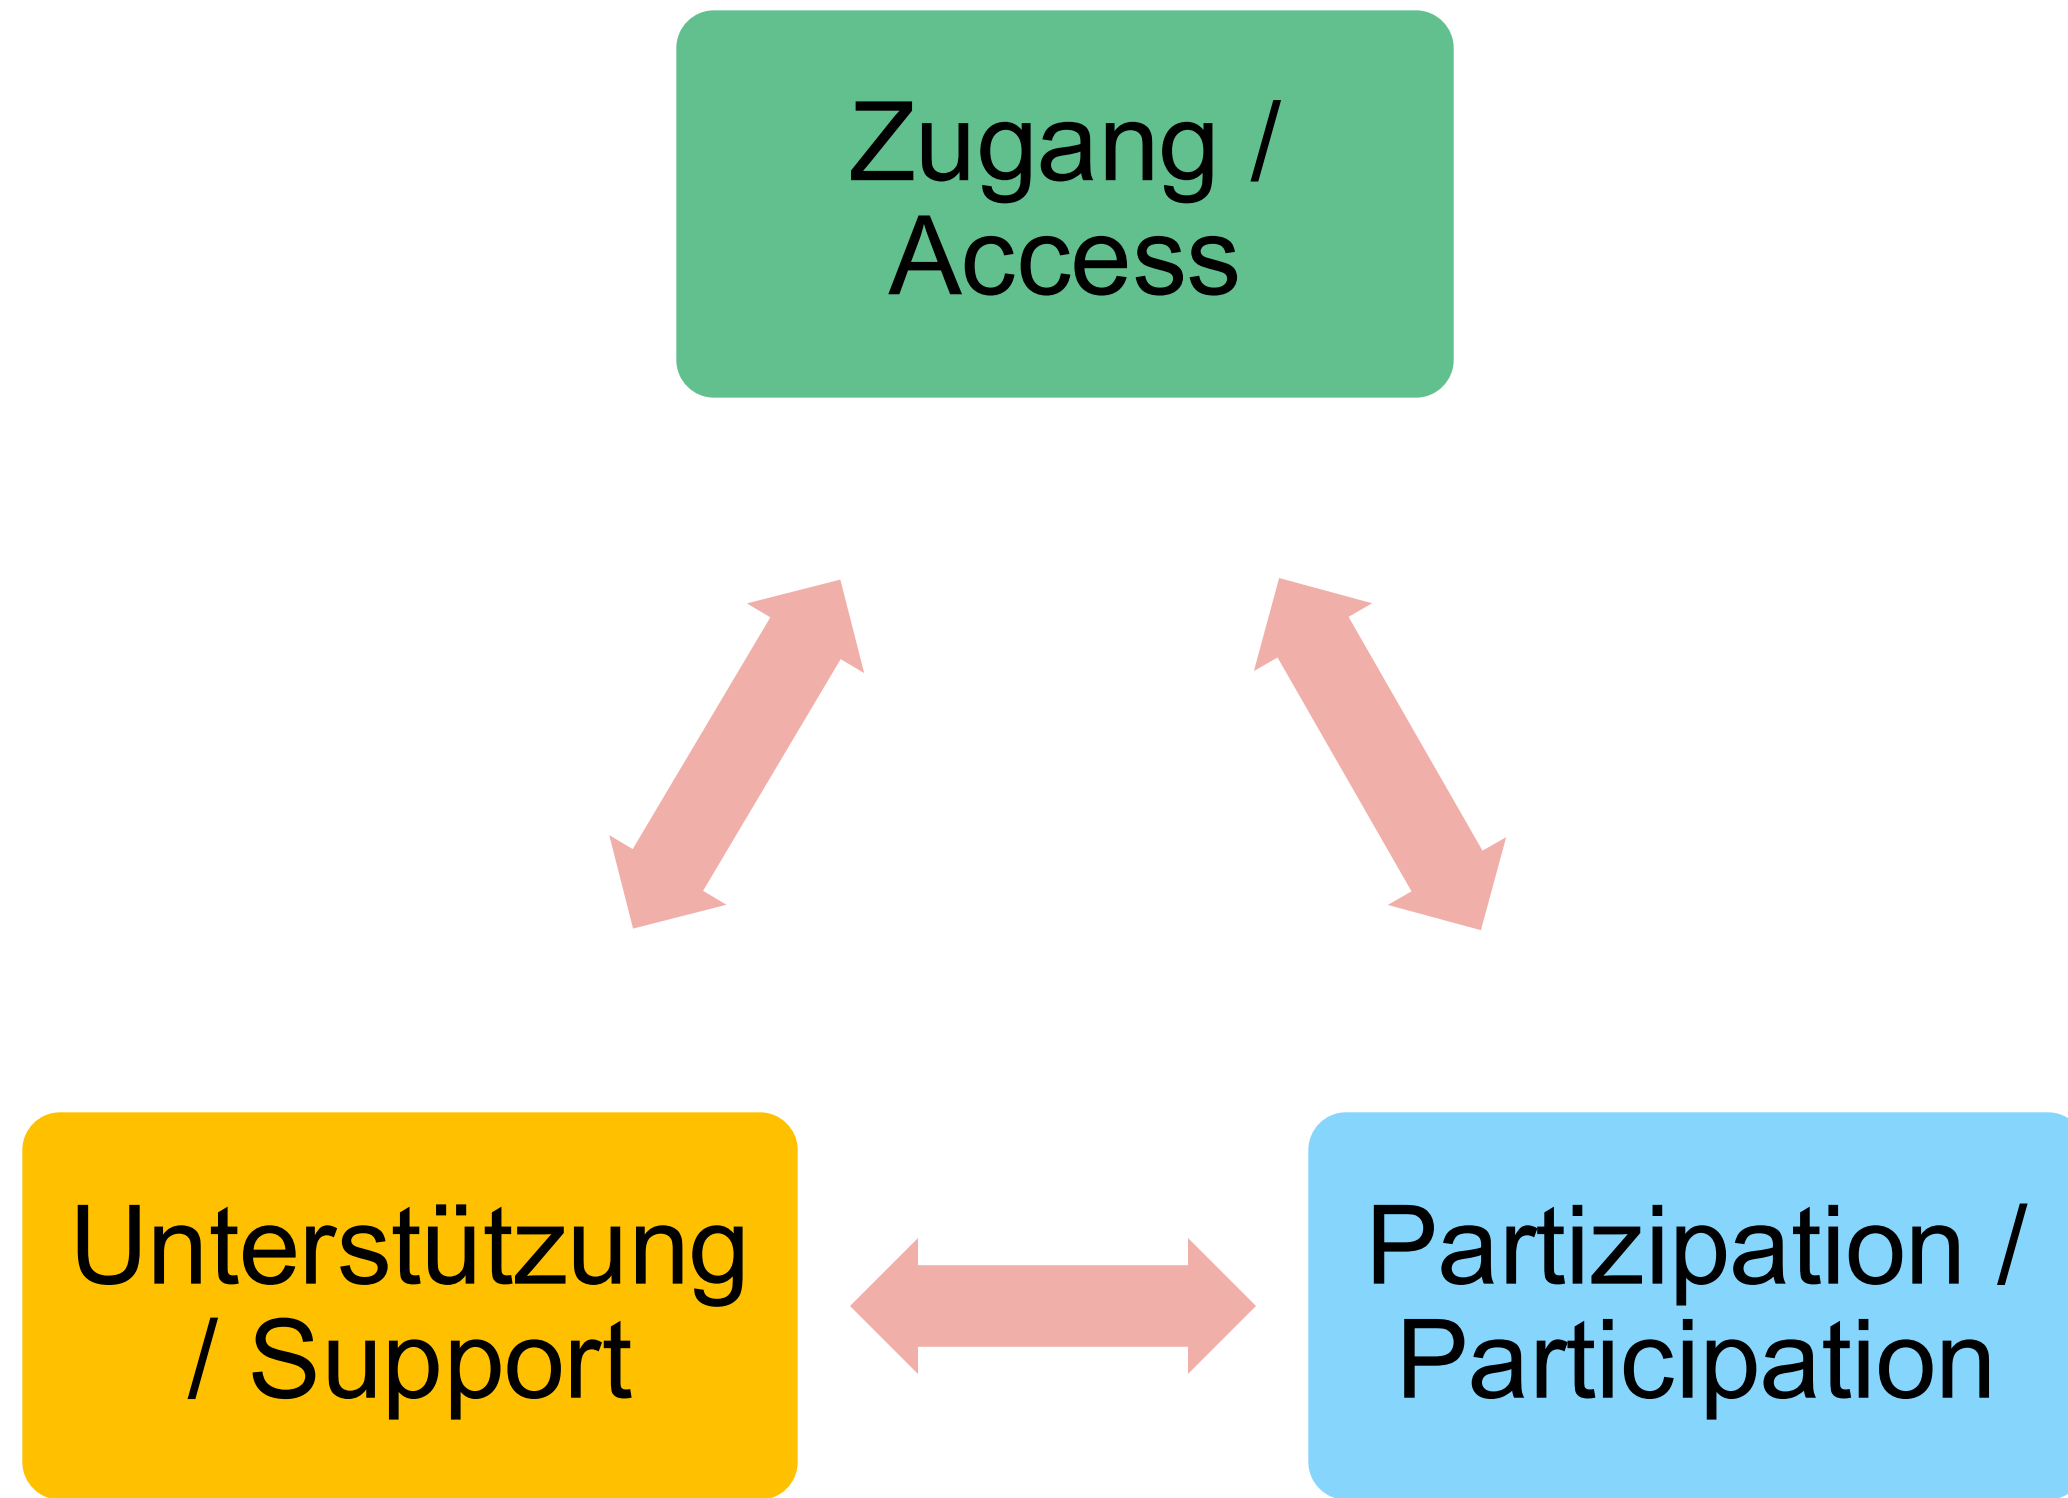 Zugang /
Access
Unterstützung
/ Support
Partizipation /
Participation